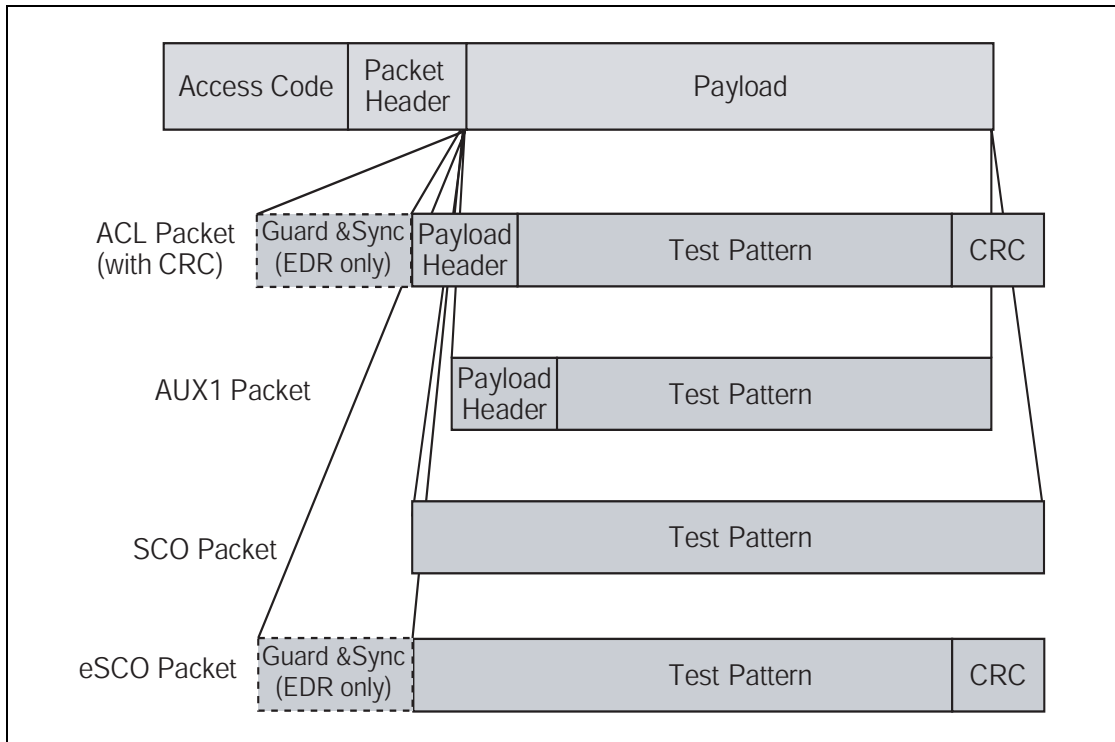 Access Code
Packet
Header
Payload
ACL Packet
(with CRC)
Guard &Sync
(EDR only)
Payload
Header
Test Pattern
CRC
AUX1 Packet
Payload
Header
Test Pattern
SCO Packet
Test Pattern
eSCO Packet
Guard &Sync
(EDR only)
Test Pattern
CRC